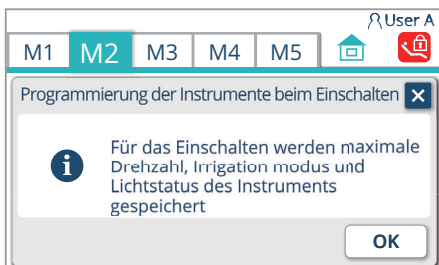 User A
M1 M2 M3 M4 M5
Programmierung der Instrumente beim Einschalten
Für das Einschalten werden maximale
Drehzahl, Irrigation modus und
Lichtstatus des Instruments
gespeichert
OK